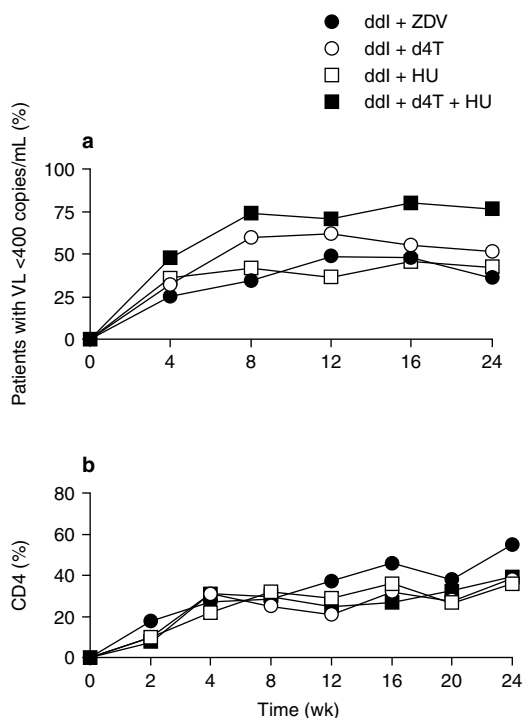 ddI + ZDV
ddI + d4T
ddI + HU
ddI + d4T + HU
a
Patients with VL <400 copies/mL (%)
100
75
50
25
0
0 4 8 12 16 24
b
CD4 (%)
80
60
40
20
0
0 2 4 8 12 16 20 24
Time (wk)